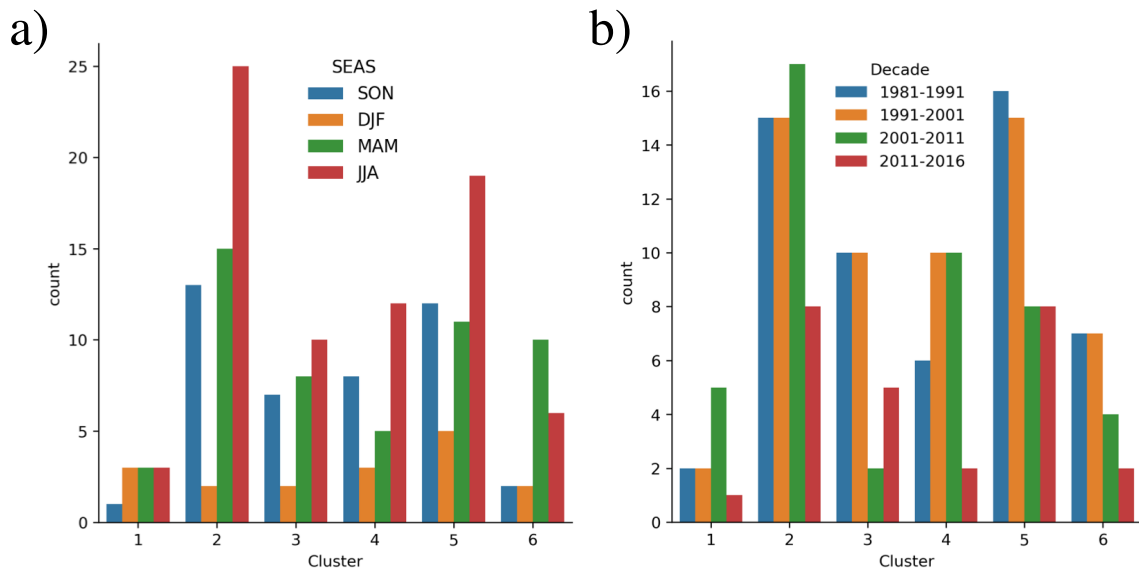 a)
SEAS
SON
DJF
MAM
JJA
25
20
15
10
5
0
count
1 2 3 4 5 6
Cluster
b)
Decade
1981-1991
1991-2001
2001-2011
2011-2016
16
14
12
10
8
6
4
2
0
count
1 2 3 4 5 6
Cluster